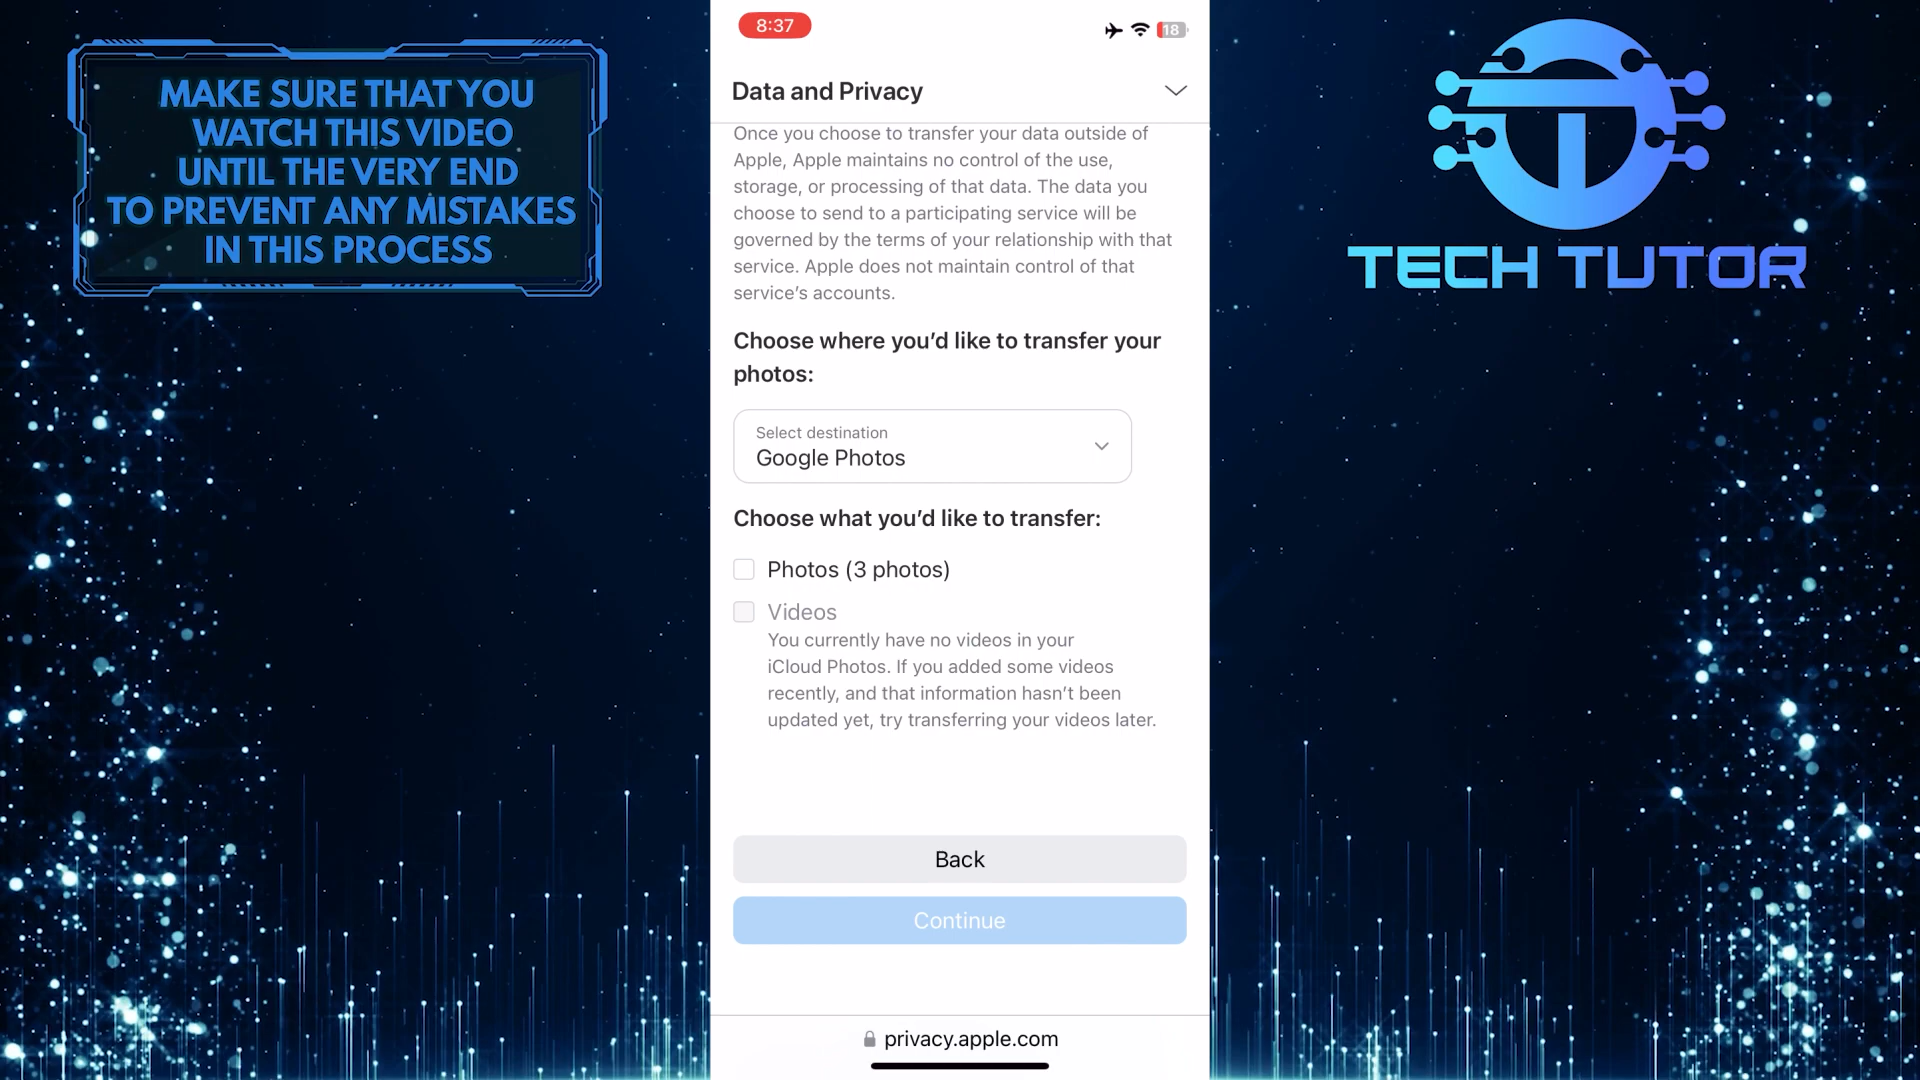 MAKE SURE THAT YOU
WATCH THIS VIDEO
UNTIL THE VERY END
TO PREVENT ANY MISTAKES
IN THIS PROCESS
8:37
18
Data and Privacy
Once you choose to transfer your data outside of
Apple, Apple maintains no control of the use,
storage, or processing of that data. The data you
choose to send to a participating service will be
governed by the terms of your relationship with that
service. Apple does not maintain control of that
service’s accounts.
Choose where you’d like to transfer your
photos:
Select destination
Google Photos
Choose what you’d like to transfer:
Photos (3 photos)
Videos
You currently have no videos in your
iCloud Photos. If you added some videos
recently, and that information hasn’t been
updated yet, try transferring your videos later.
Back
Continue
privacy.apple.com
TECH TUTOR